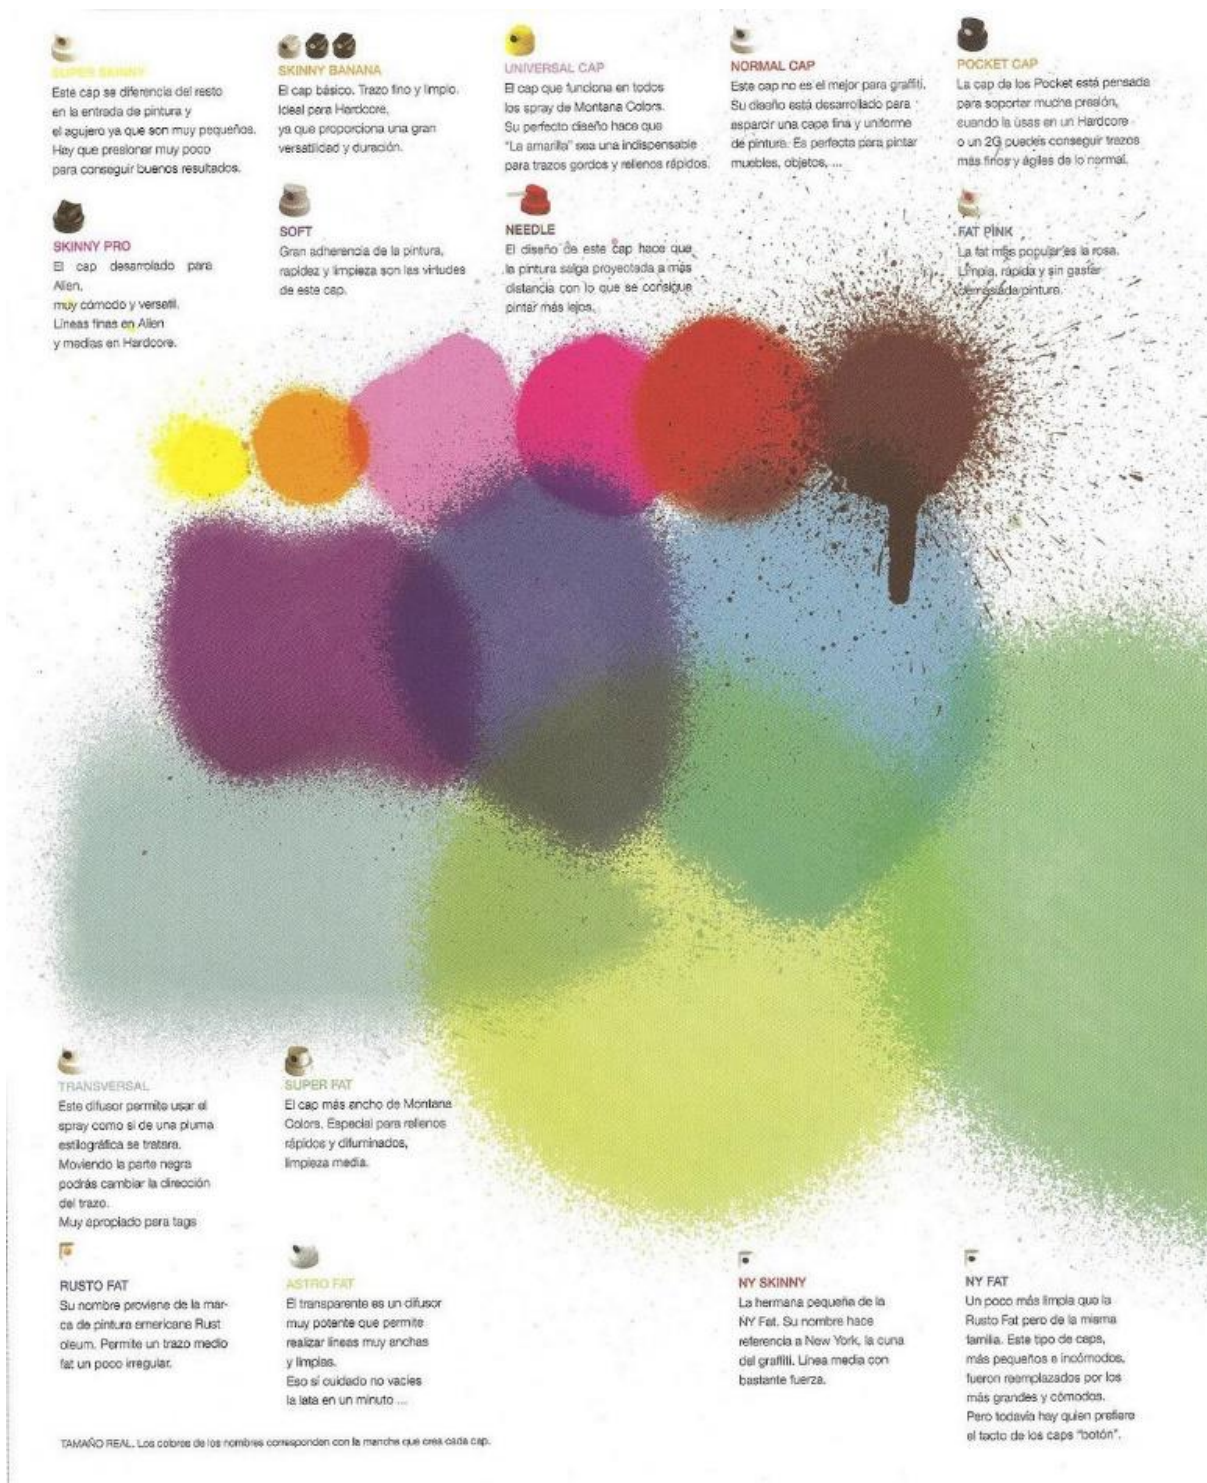 SUPER SKINNY
Este cap se diferencia del resto
en la entrada de pintura y
el agujero ya que son muy pequeños.
Hay que presionar muy poco
para conseguir buenos resultados.
SKINNY BANANA
El cap básico. Trazo fino y limpio.
Ideal para Hardcore,
ya que proporciona una gran
versatilidad y duración.
UNIVERSAL CAP
El cap que funciona en todos
los spray de Montana Colors.
Su perfecto diseño hace que
"La amarilla" sea una indispensable
para trazos gordos y rellenos rápidos.
NORMAL CAP
Este cap no es el mejor para graffiti.
Su diseño está desarrollado para
esparcir una capa fina y uniforme
de pintura. Es perfecta para pintar
muebles, objetos, ...
POCKET CAP
La cap de los Pocket está pensada
para soportar mucha presión,
cuando la úsas en un Hardcore
o un 2G puedes conseguir trazos
más finos y ágiles de lo normal.
SKINNY PRO
El cap desarrolado para
Alien,
muy cómodo y versatil.
Líneas finas en Alien
y medias en Hardcore.
SOFT
Gran adherencia de la pintura,
rapidez y limpieza son las virtudes
de este cap.
NEEDLE
El diseño de este cap hace que
la pintura salga proyectada a más
distancia con lo que se consigue
pintar más lejos.
FAT PINK
La fat más popular es la rosa.
Limpia, rápida y sin gastar
demasiada pintura.
TRANSVERSAL
Este difusor permite usar el
spray como si de una pluma
estilográfica se tratara.
Moviendo la parte negra
podrás cambiar la dirección
del trazo.
Muy apropiado para tags
SUPER FAT
El cap más ancho de Montana
Colors. Especial para rellenos
rápidos y difuminados,
limpieza media.
RUSTO FAT
Su nombre proviene de la mar-
ca de pintura americana Rust
oleum. Permite un trazo medio
fat un poco irregular.
ASTRO FAT
El transparente es un difusor
muy potente que permite
realizar líneas muy anchas
y limpias.
Eso sí cuidado no vacies
la lata en un minuto ...
NY SKINNY
La hermana pequeña de la
NY Fat. Su nombre hace
referencia a New York, la cuna
del graffiti. Línea media con
bastante fuerza.
NY FAT
Un poco más limpia que la
Rusto Fat pero de la misma
familia. Este tipo de caps,
más pequeños e incómodos,
fueron reemplazados por los
más grandes y cómodos.
Pero todavía hay quien prefiere
el tacto de los caps "botón".
TAMAÑO REAL. Los colores de los nombres corresponden con la mancha que crea cada cap.